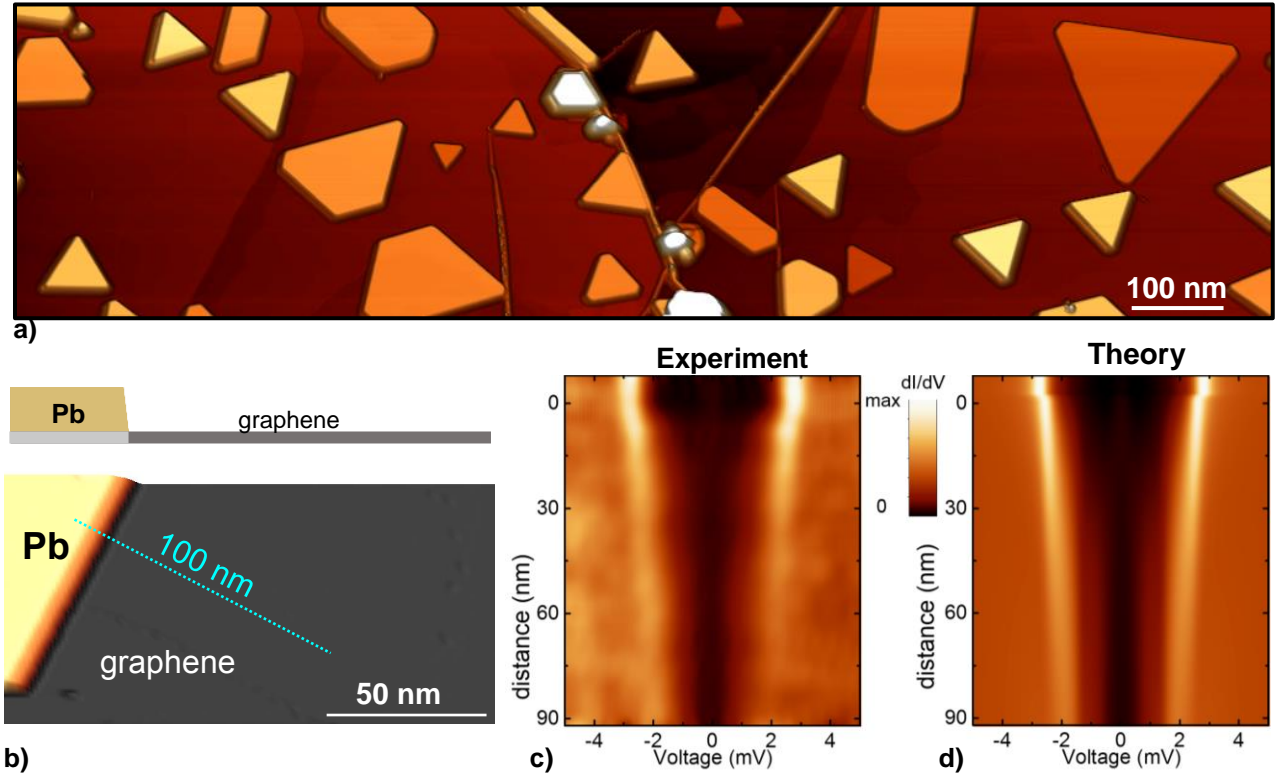 100 nm
a)
Pb
graphene
Pb
100 nm
graphene
50 nm
b)
Experiment
dI/dV
max
0
0
30
60
90
distance (nm)
-4 -2 0 2 4
Voltage (mV)
c)
Theory
0
30
60
90
distance (nm)
-4 -2 0 2 4
Voltage (mV)
d)